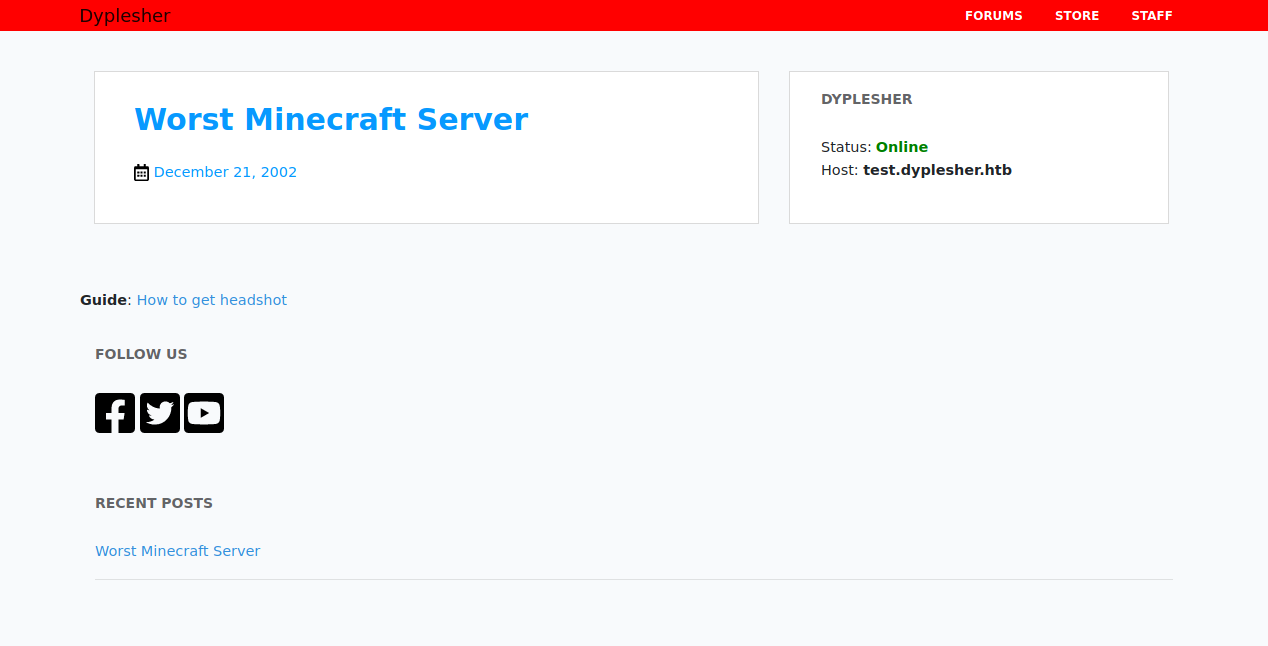 Dyplesher
FORUMS STORE STAFF
Worst Minecraft Server
December 21, 2002
DYPLESHER
Status: Online
Host: test.dyplesher.htb
Guide: How to get headshot
FOLLOW US
RECENT POSTS
Worst Minecraft Server